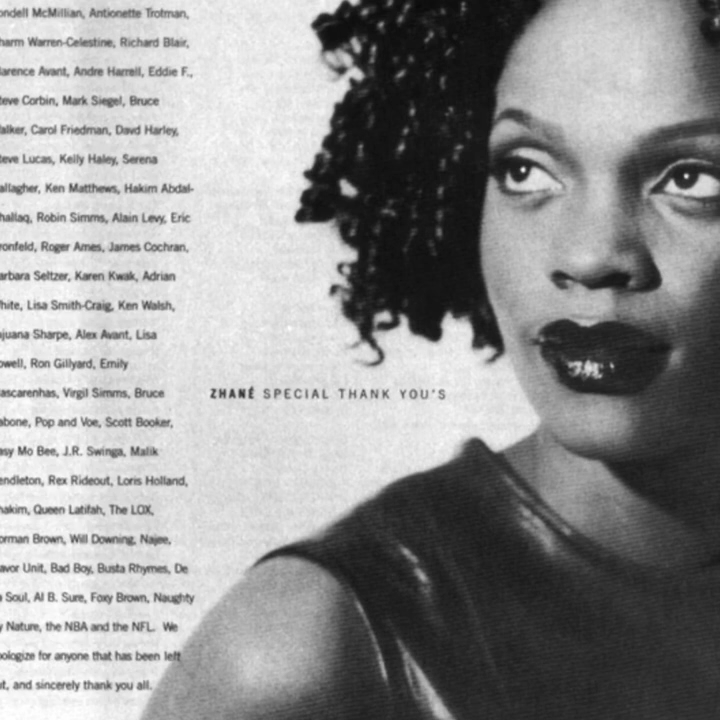 ondell McMillian, Antionette Trotman,
harm Warren-Celestine, Richard Blair,
larence Avant, Andre Harrell, Eddie F.,
teve Corbin, Mark Siegel, Bruce
alker, Carol Friedman, Davd Harley,
teve Lucas, Kelly Haley, Serena
allagher, Ken Matthews, Hakim Abdal-
hallaq, Robin Simms, Alain Levy, Eric
ronfeld, Roger Ames, James Cochran,
arbara Seltzer, Karen Kwak, Adrian
hite, Lisa Smith-Craig, Ken Walsh,
ajuana Sharpe, Alex Avant, Lisa
owell, Ron Gillyard, Emily
ascarenhas, Virgil Simms, Bruce
abone, Pop and Voe, Scott Booker,
asy Mo Bee, J.R. Swinga, Malik
endleton, Rex Rideout, Loris Holland,
hakim, Queen Latifah, The LOX,
orman Brown, Will Downing, Najee,
avor Unit, Bad Boy, Busta Rhymes, De
a Soul, Al B. Sure, Foxy Brown, Naughty
y Nature, the NBA and the NFL. We
pologize for anyone that has been left
ut, and sincerely thank you all.
ZHANÉ SPECIAL THANK YOU'S